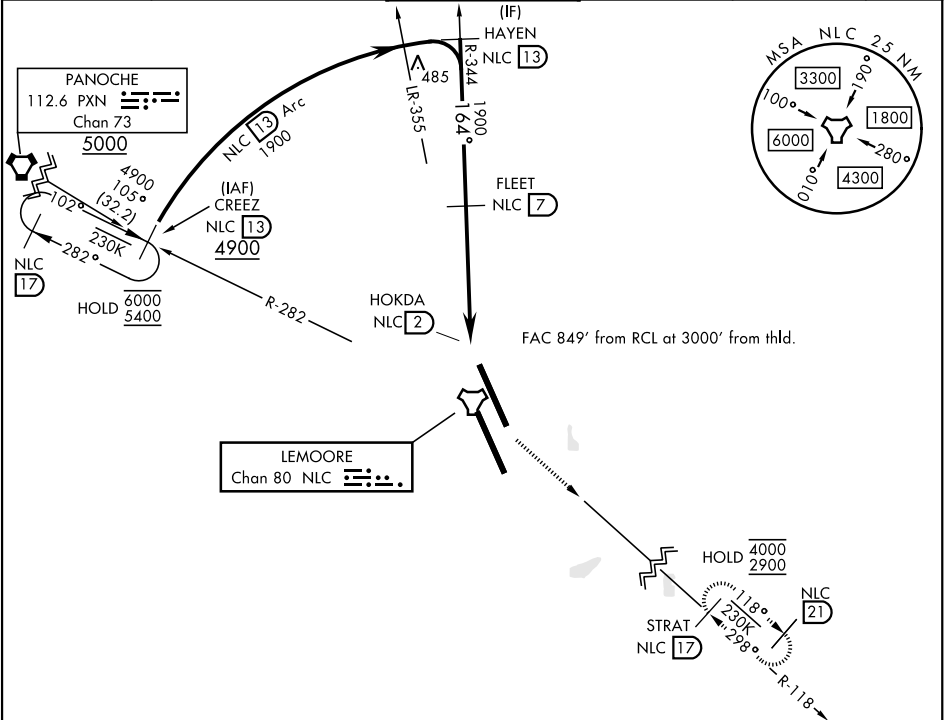 (IF)
HAYEN
NLC 13
R-344
485
LR-355
1900
164°
NLC 13 Arc
1900
PANOCHE
112.6 PXN
Chan 73
5000
4900
105°
(32.2)
102°
230K
282°
NLC
17
HOLD 6000
5400
(IAF)
CREEZ
NLC 13
4900
R-282
FLEET
NLC 7
HOKDA
NLC 2
FAC 849' from RCL at 3000' from thld.
LEMOORE
Chan 80 NLC
HOLD 4000
2900
118°
230K
298°
NLC
21
STRAT
NLC 17
R-118
MSA NLC 25 NM
3300
190°
100°
1800
6000
280°
010°
4300